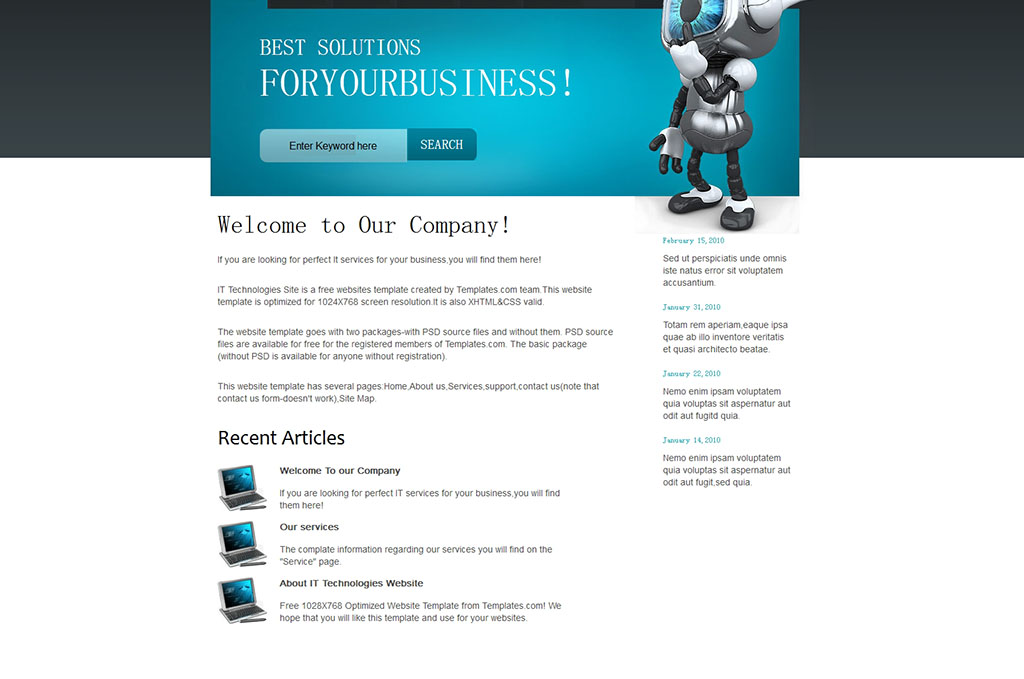 BEST SOLUTIONS
FORYOURBUSINESS!
Enter Keyword here
SEARCH
Welcome to Our Company!
If you are looking for perfect It services for your business,you will find them here!
IT Technologies Site is a free websites template created by Templates.com team.This website
template is optimized for 1024X768 screen resolution.It is also XHTML&CSS valid.
The website template goes with two packages-with PSD source files and without them. PSD source
files are available for free for the registered members of Templates.com. The basic package
(without PSD is available for anyone without registration).
This website template has several pages:Home,About us,Services,support,contact us(note that
contact us form-doesn't work),Site Map.
Recent Articles
Welcome To our Company
If you are looking for perfect IT services for your business,you will find
them here!
Our services
The complate information regarding our services you will find on the
"Service" page.
About IT Technologies Website
Free 1028X768 Optimized Website Template from Templates.com! We
hope that you will like this template and use for your websites.
February 15, 2010
Sed ut perspiciatis unde omnis
iste natus error sit voluptatem
accusantium.
January 31, 2010
Totam rem aperiam,eaque ipsa
quae ab illo inventore veritatis
et quasi architecto beatae.
January 22, 2010
Nemo enim ipsam voluptatem
quia voluptas sit aspernatur aut
odit aut fugitd quia.
January 14, 2010
Nemo enim ipsam voluptatem
quia voluptas sit aspernatur aut
odit aut fugit,sed quia.